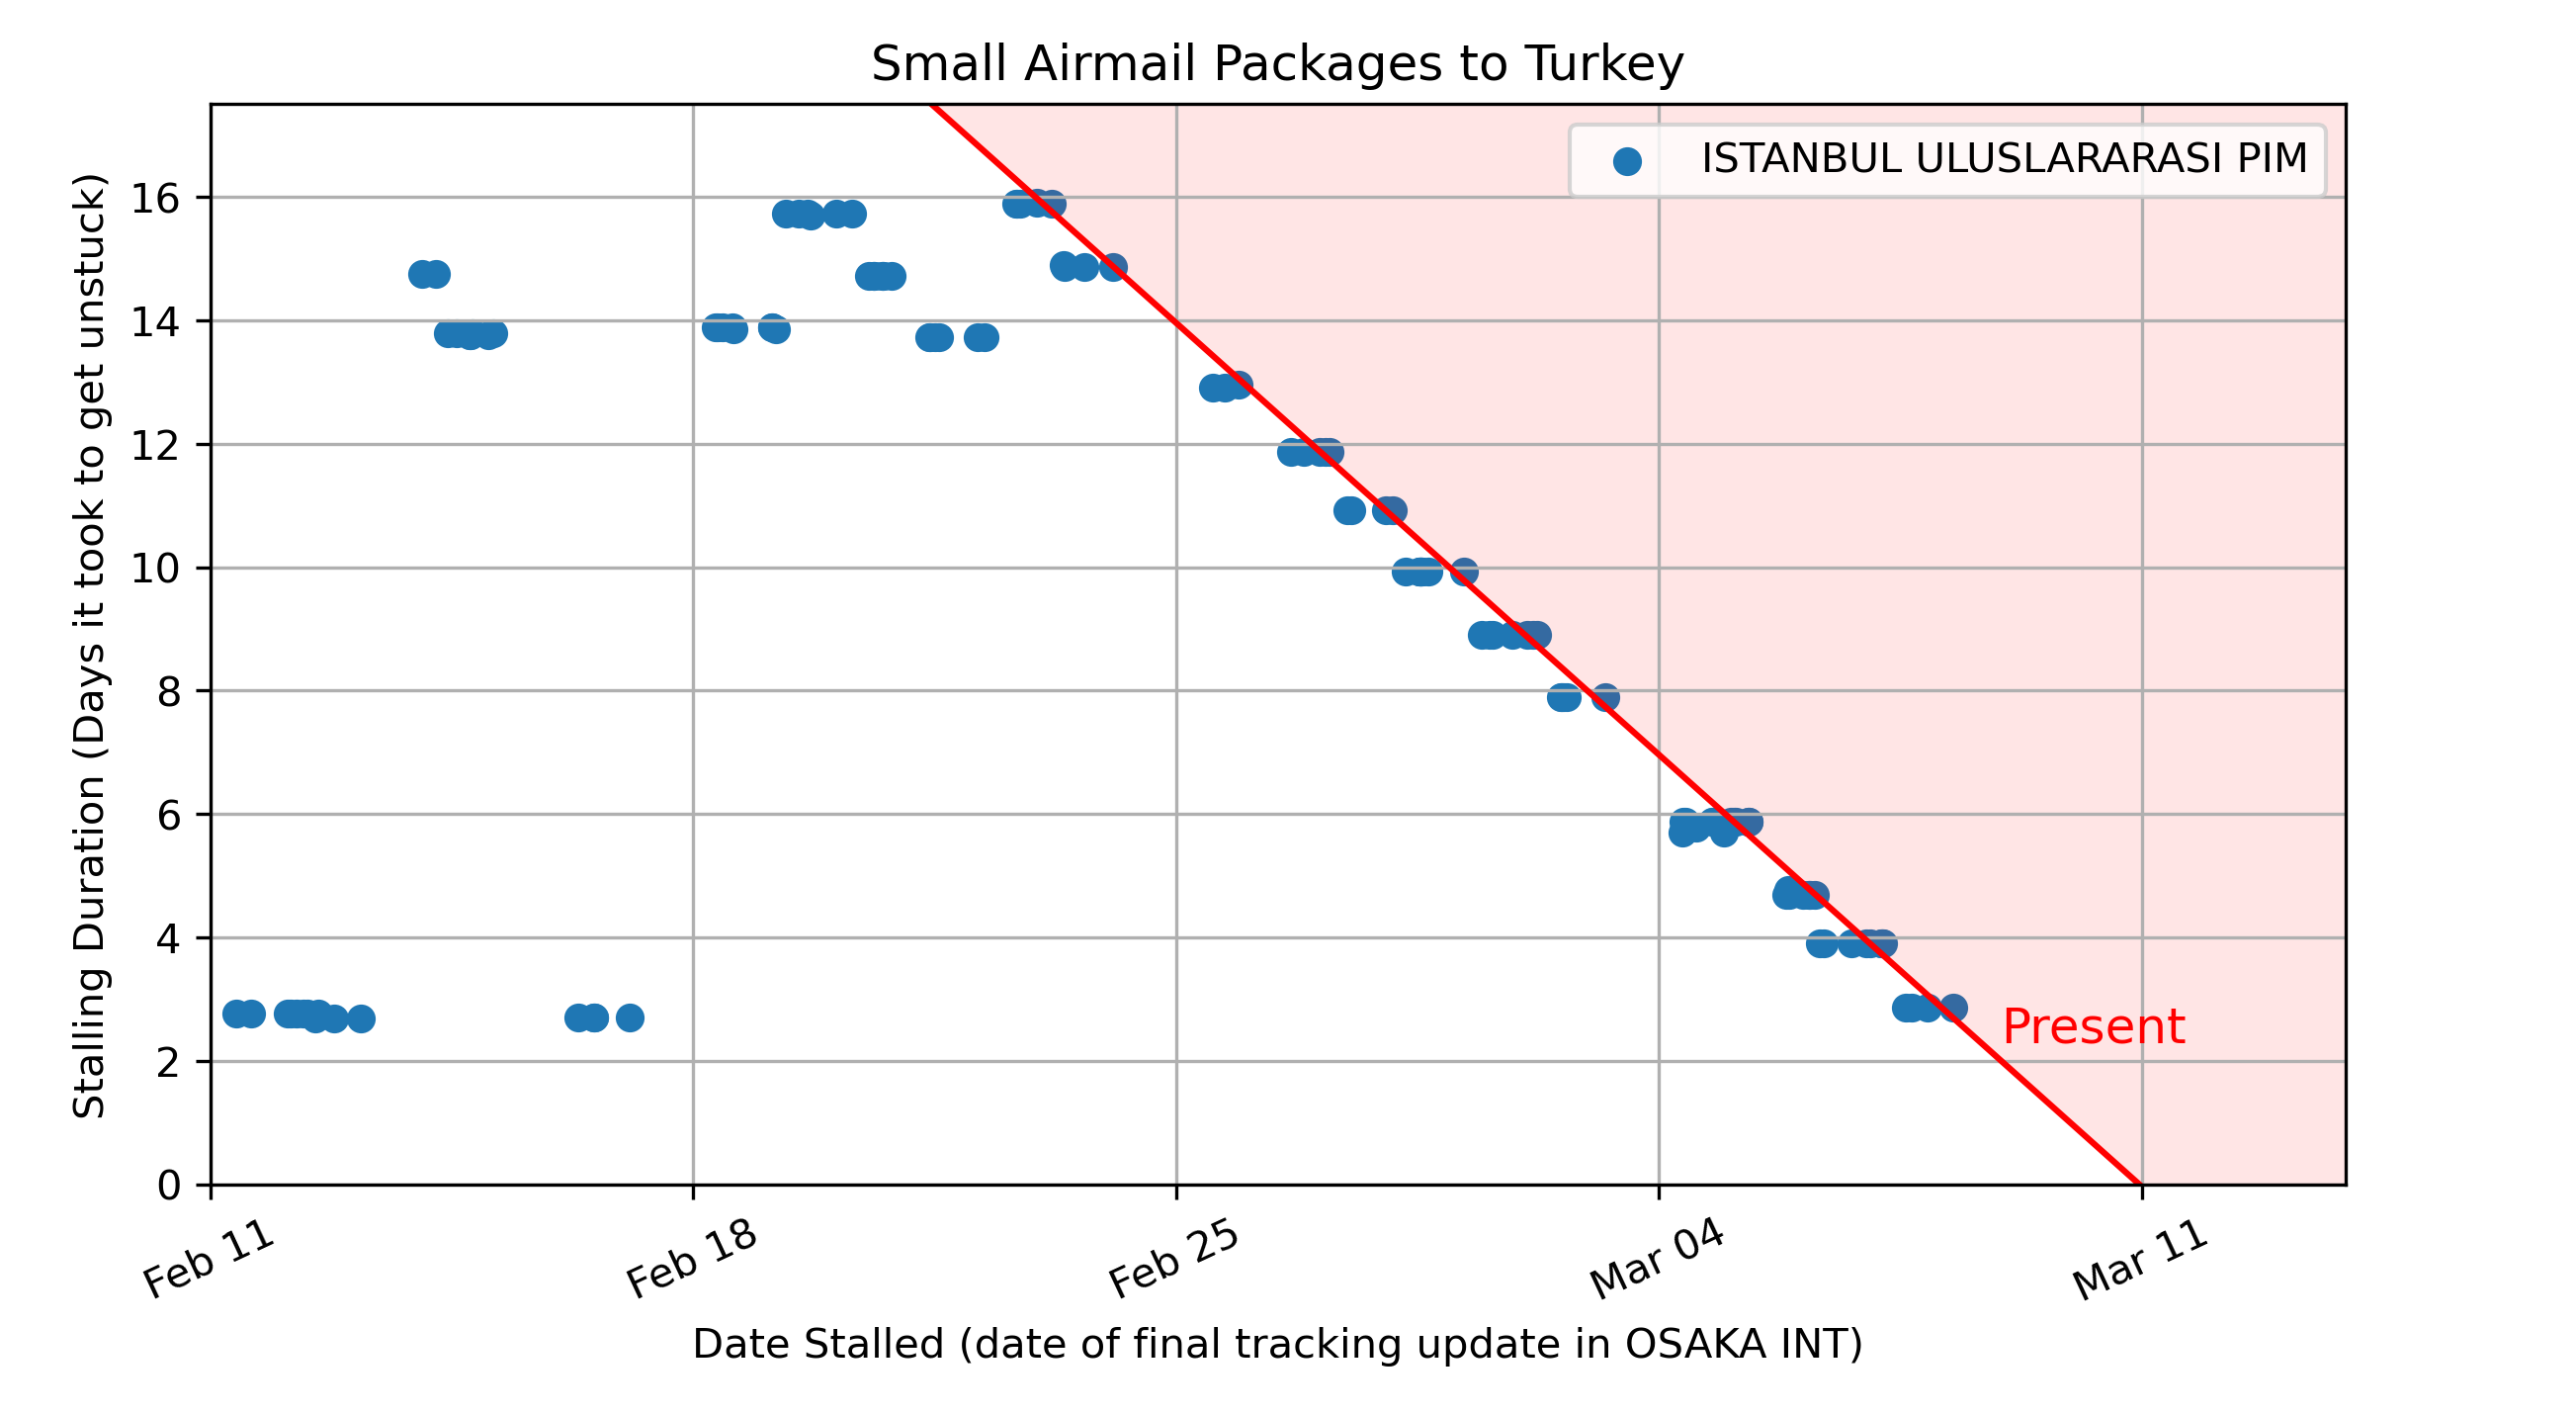 Small Airmail Packages to Turkey
ISTANBUL ULUSLARARASI PIM
Stalling Duration (Days it took to get unstuck)
16
14
12
10
8
6
4
2
0
Present
Feb 11
Feb 18
Feb 25
Mar 04
Mar 11
Date Stalled (date of final tracking update in OSAKA INT)